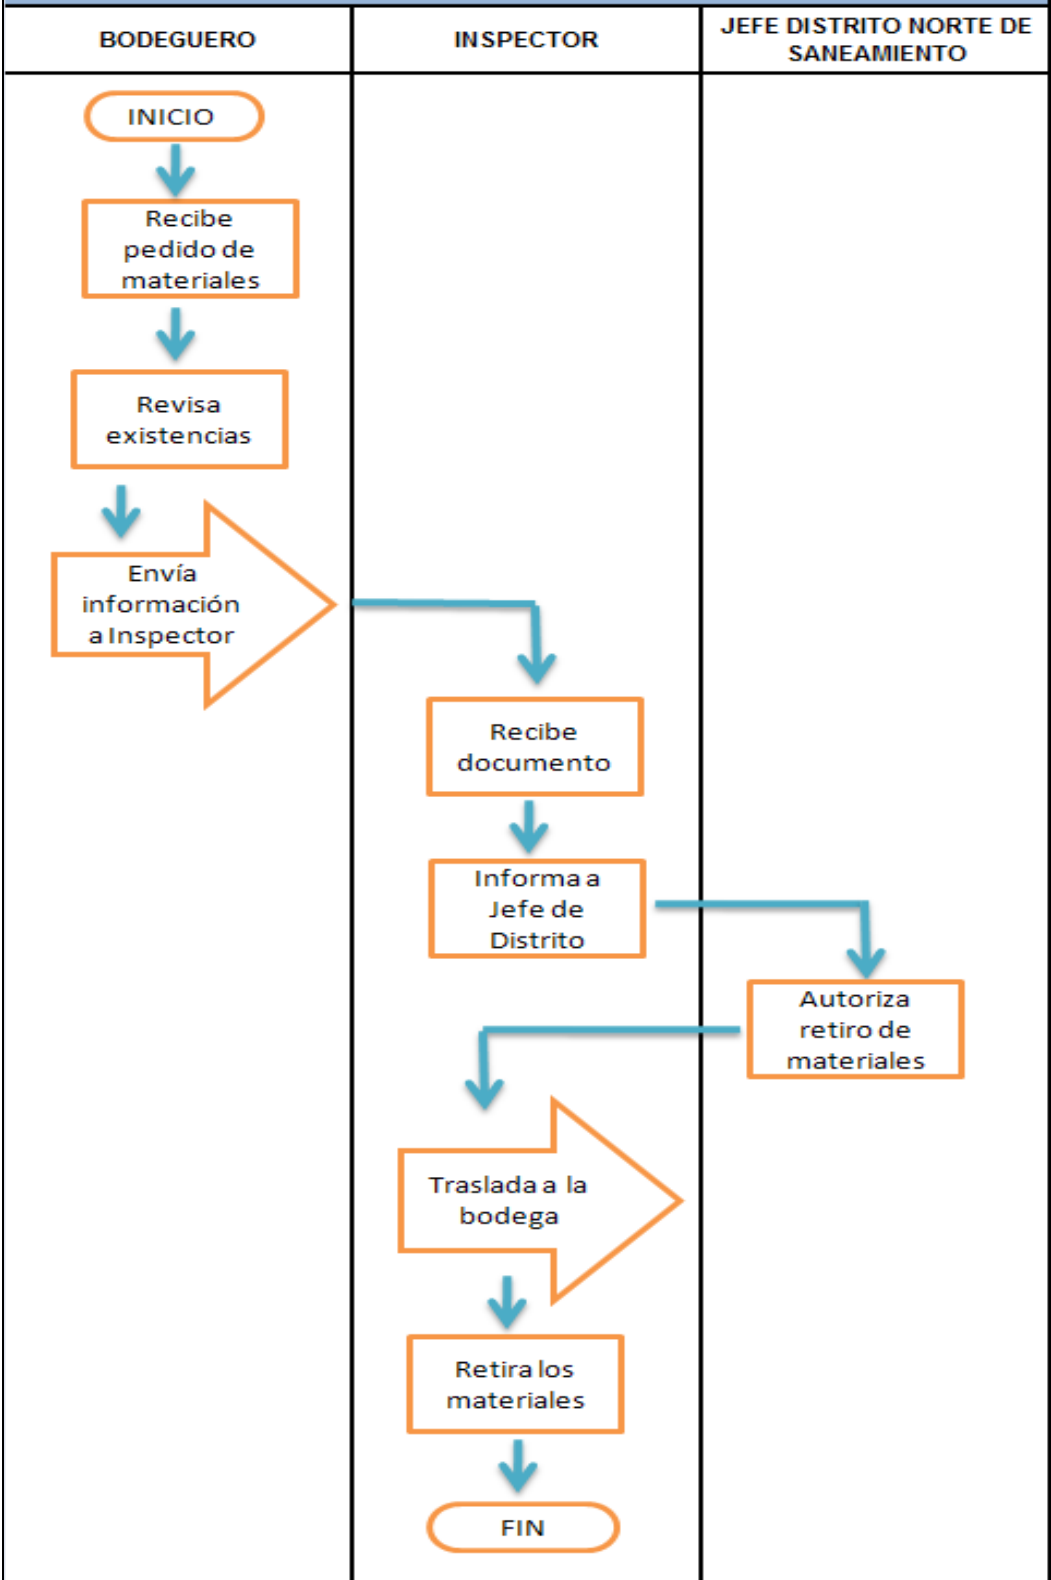 BODEGUERO
INSPECTOR
JEFE DISTRITO NORTE DE
SANEAMIENTO
INICIO
Recibe
pedido de
materiales
Revisa
existencias
Envía
información
a Inspector
Recibe
documento
Informa a
Jefe de
Distrito
Autoriza
retiro de
materiales
Traslada a la
bodega
Retira los
materiales
FIN